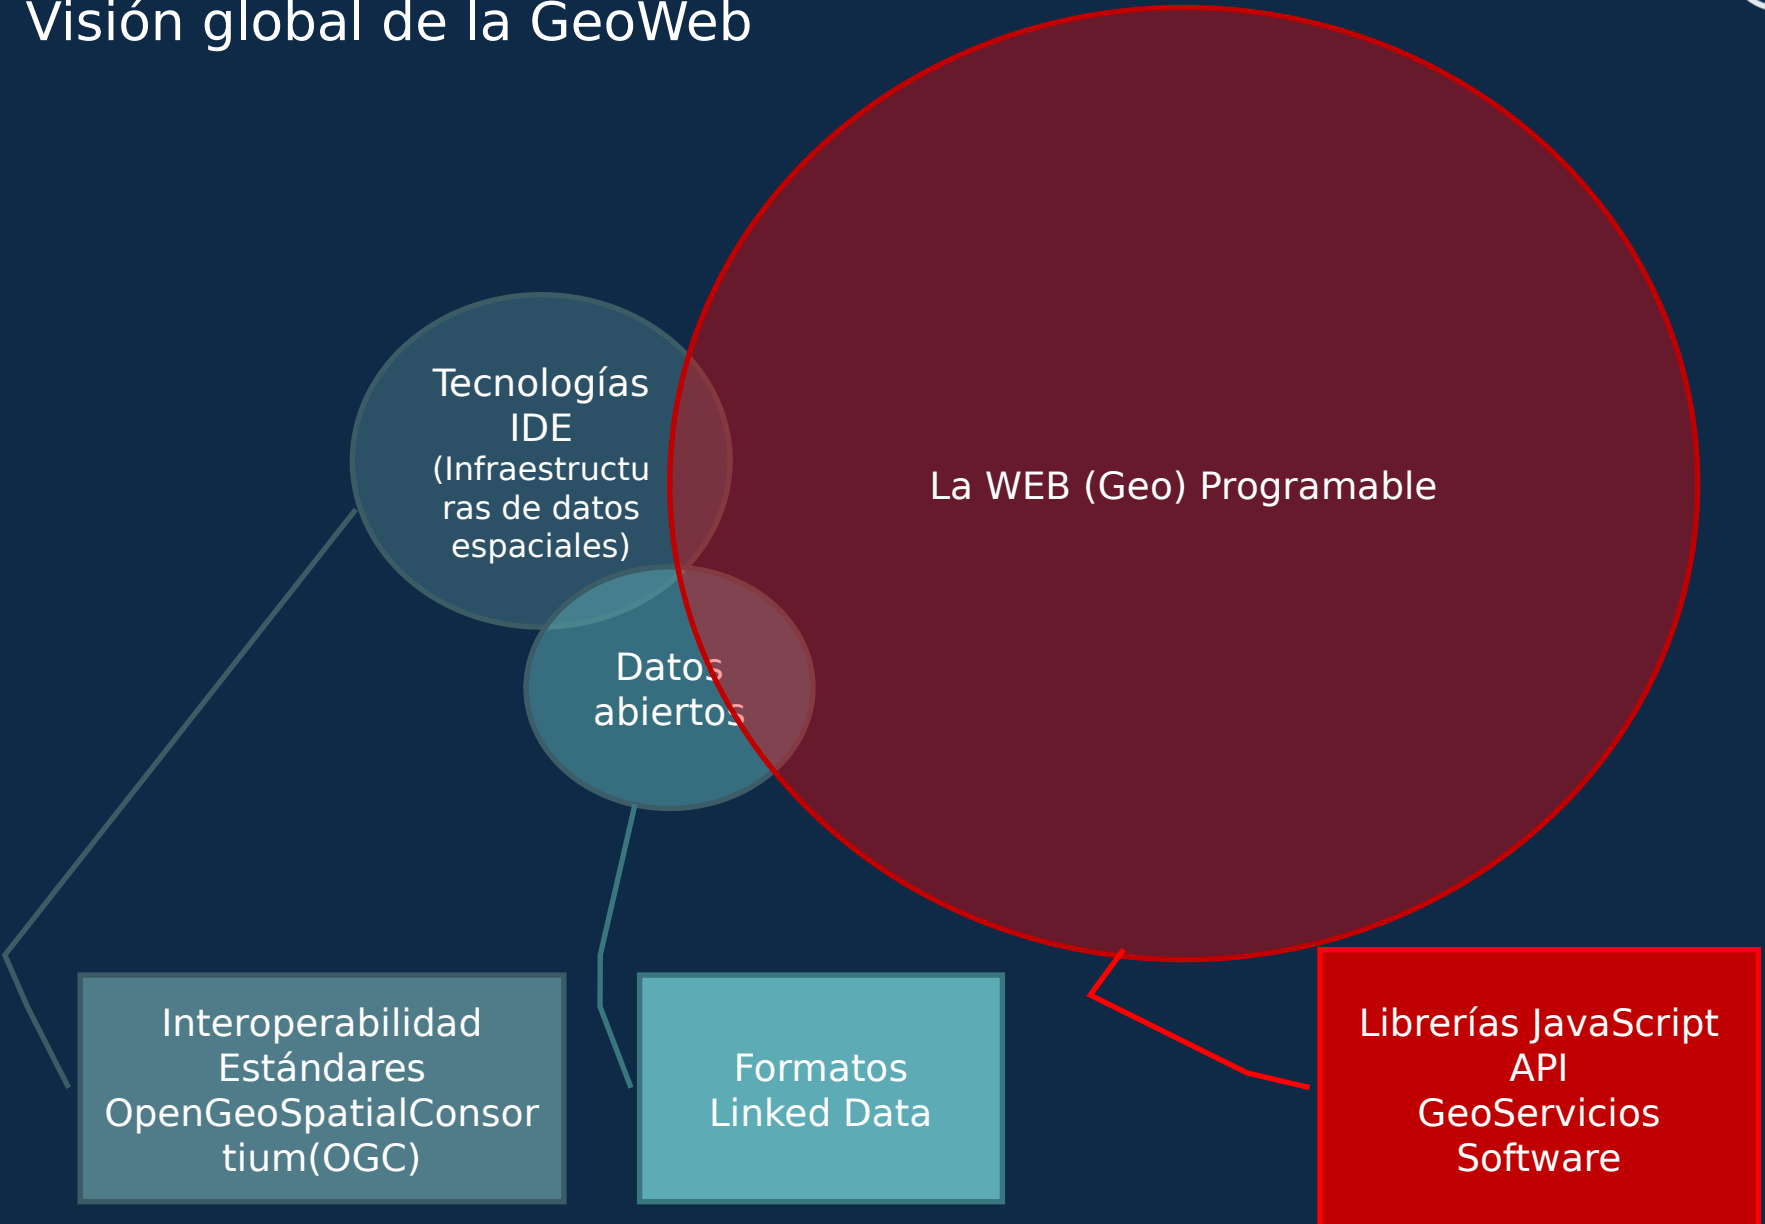 Visión global de la GeoWeb
Tecnologías
IDE
(Infraestructu
ras de datos
espaciales)
La WEB (Geo) Programable
Datos
abiertos
Interoperabilidad
Estándares
OpenGeoSpatialConsor
tium(OGC)
Formatos
Linked Data
Librerías JavaScript
API
GeoServicios
Software